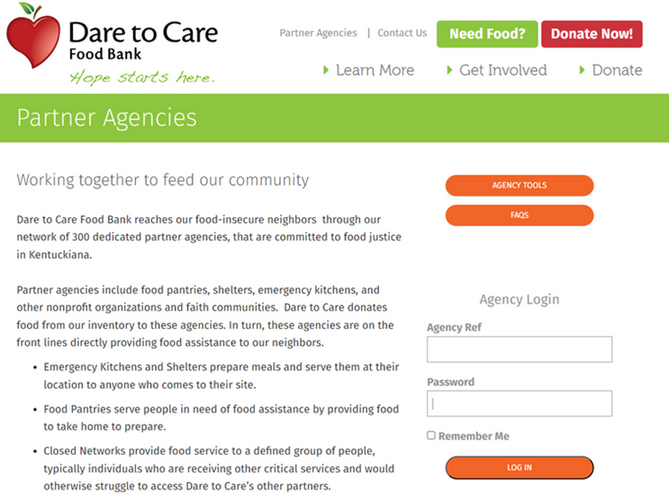 Dare to Care
Food Bank
Hope starts here.
Partner Agencies | Contact Us
Need Food?
Donate Now!
Learn More
Get Involved
Donate
Partner Agencies
Working together to feed our community
Dare to Care Food Bank reaches our food-insecure neighbors through our
network of 300 dedicated partner agencies, that are committed to food justice
in Kentuckiana.
Partner agencies include food pantries, shelters, emergency kitchens, and
other nonprofit organizations and faith communities. Dare to Care donates
food from our inventory to these agencies. In turn, these agencies are on the
front lines directly providing food assistance to our neighbors.
• Emergency Kitchens and Shelters prepare meals and serve them at their
location to anyone who comes to their site.
• Food Pantries serve people in need of food assistance by providing food
to take home to prepare.
• Closed Networks provide food service to a defined group of people,
typically individuals who are receiving other critical services and would
otherwise struggle to access Dare to Care's other partners.
AGENCY TOOLS
FAQS
Agency Login
Agency Ref
Password
Remember Me
LOG IN